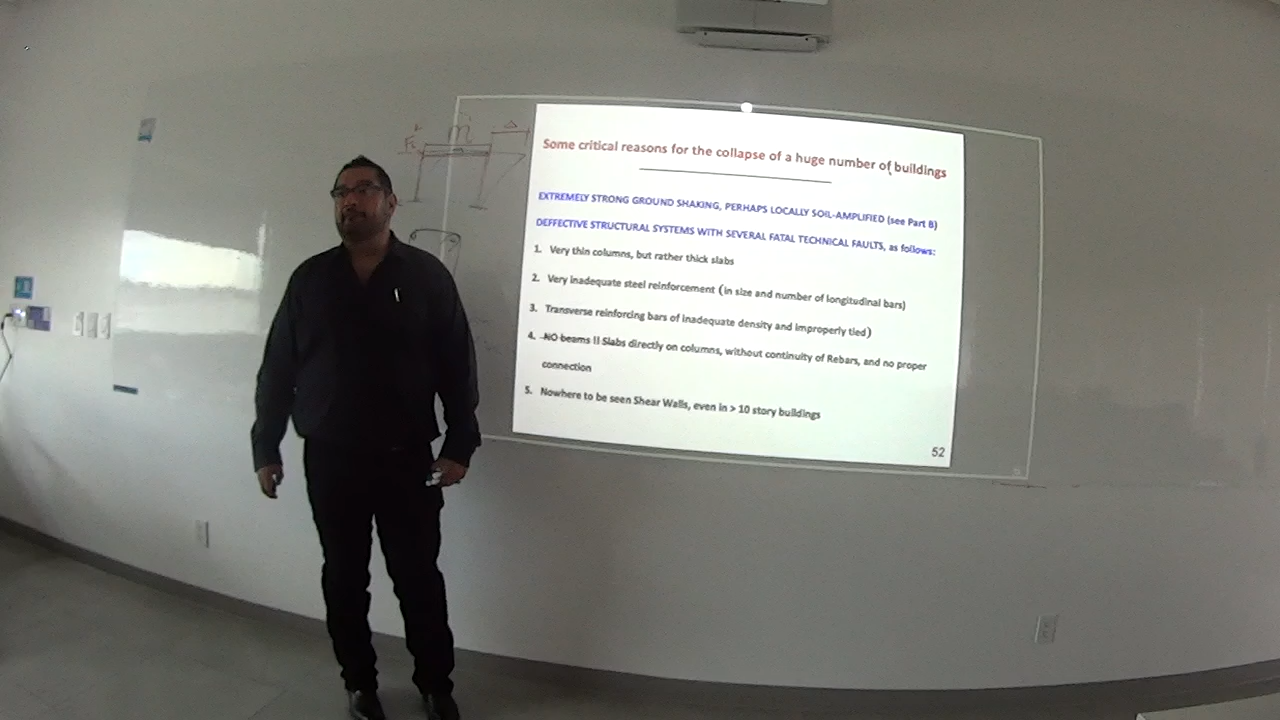 Some critical reasons for the collapse of a huge number of buildings
EXTREMELY STRONG GROUND SHAKING, PERHAPS LOCALLY SOIL-AMPLIFIED (see Part B)
DEFFECTIVE STRUCTURAL SYSTEMS WITH SEVERAL FATAL TECHNICAL FAULTS, as follows:
1. Very thin columns, but rather thick slabs
2. Very inadequate steel reinforcement (in size and number of longitudinal bars)
3. Transverse reinforcing bars of inadequate density and improperly tied)
4. NO beams !! Slabs directly on columns, without continuity of Rebars, and no proper
connection
5. Nowhere to be seen Shear Walls, even in > 10 story buildings
52